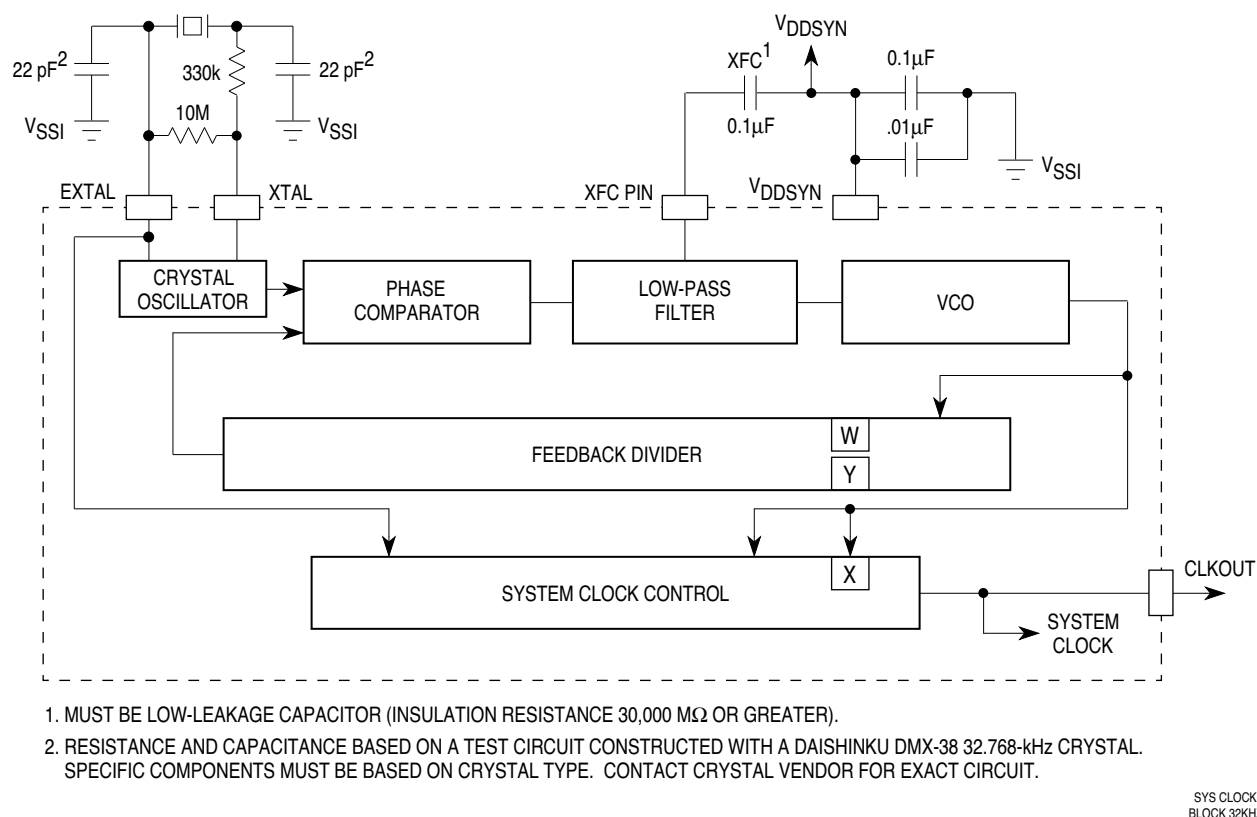 22 pF2
330k
22 pF2
10M
VSSI
VSSI
VDDSYN
XFC1
0.1μF
0.1μF
.01μF
VSSI
EXTAL
XTAL
XFC PIN
VDDSYN
CRYSTAL
OSCILLATOR
PHASE
COMPARATOR
LOW-PASS
FILTER
VCO
FEEDBACK DIVIDER
W
Y
SYSTEM CLOCK CONTROL
X
CLKOUT
SYSTEM
CLOCK
1. MUST BE LOW-LEAKAGE CAPACITOR (INSULATION RESISTANCE 30,000 MΩ OR GREATER).
2. RESISTANCE AND CAPACITANCE BASED ON A TEST CIRCUIT CONSTRUCTED WITH A DAISHINKU DMX-38 32.768-kHz CRYSTAL.
SPECIFIC COMPONENTS MUST BE BASED ON CRYSTAL TYPE. CONTACT CRYSTAL VENDOR FOR EXACT CIRCUIT.
SYS CLOCK
BLOCK 32KH